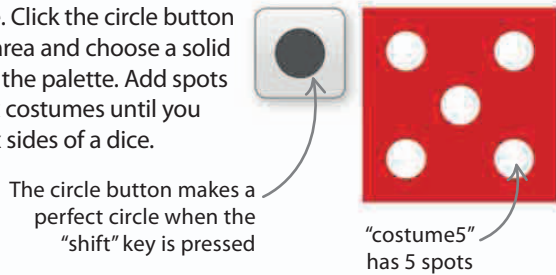 . Click the circle button
area and choose a solid
the palette. Add spots
costumes until you
sides of a dice.
The circle button makes a
perfect circle when the
“shift” key is pressed
“costume5”
has 5 spots